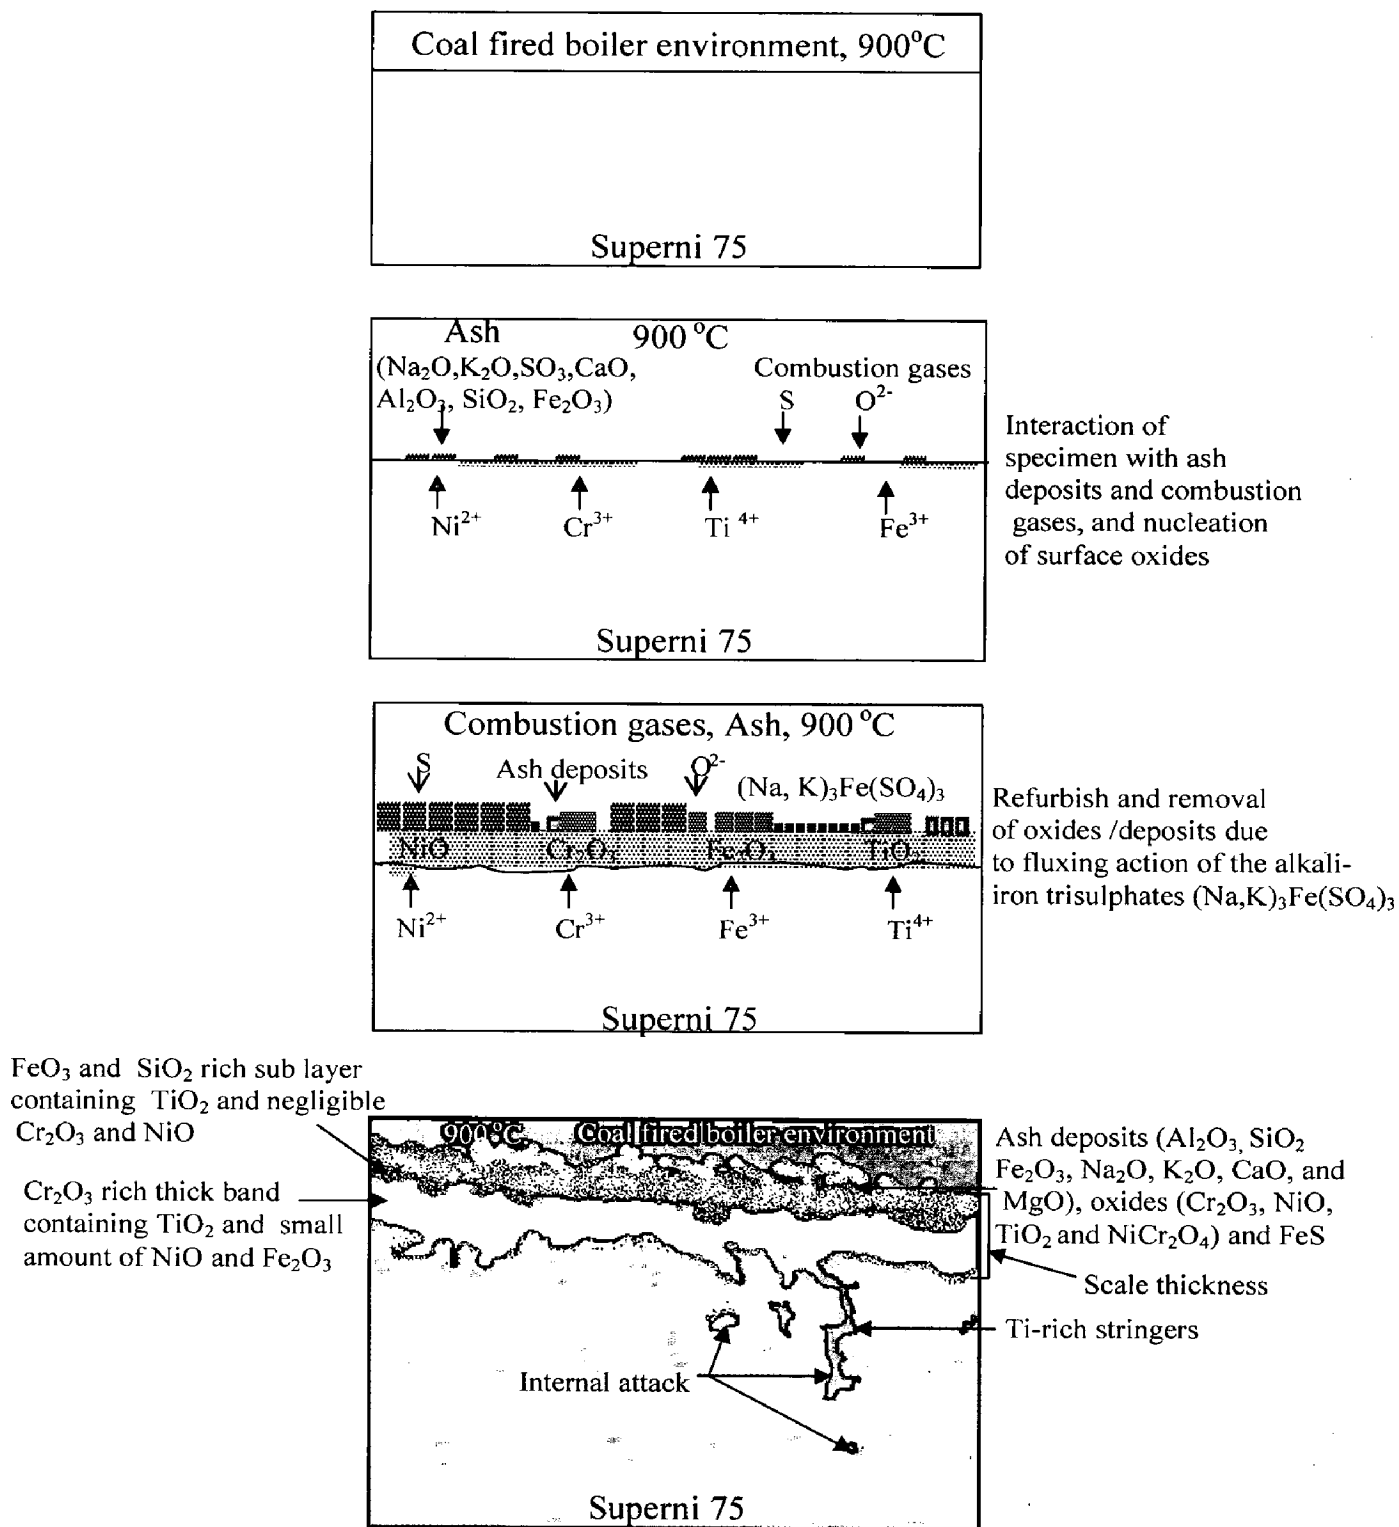 Coal fired boiler environment, 900°C
Superni 75
Ash 900 °C
(Na₂O,K₂O,SO₃,CaO,
Al₂O₃, SiO₂, Fe₂O₃)
Combustion gases
S O²⁻
Ni²⁺ Cr³⁺ Ti ⁴⁺ Fe³⁺
Superni 75
Interaction of
specimen with ash
deposits and combustion
gases, and nucleation
of surface oxides
Combustion gases, Ash, 900 °C
S Ash deposits O²⁻
(Na, K)₃Fe(SO₄)₃
NiO Cr₂O₃ Fe₂O₃ TiO₂
Ni²⁺ Cr³⁺ Fe³⁺ Ti⁴⁺
Superni 75
Refurbish and removal
of oxides /deposits due
to fluxing action of the alkali-
iron trisulphates (Na,K)₃Fe(SO₄)₃
FeO₃ and SiO₂ rich sub layer
containing TiO₂ and negligible
Cr₂O₃ and NiO
Cr₂O₃ rich thick band
containing TiO₂ and small
amount of NiO and Fe₂O₃
900°C Coal fired boiler environment
Internal attack
Superni 75
Ash deposits (Al₂O₃, SiO₂
Fe₂O₃, Na₂O, K₂O, CaO, and
MgO), oxides (Cr₂O₃, NiO,
TiO₂ and NiCr₂O₄) and FeS
Scale thickness
Ti-rich stringers